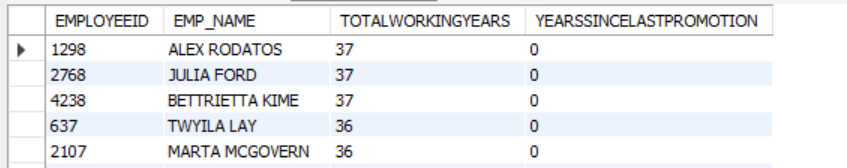 EMPLOYEEID EMP_NAME TOTALWORKINGYEARS YEARSSINCELASTPROMOTION
1298 ALEX RODATOS 37 0
2768 JULIA FORD 37 0
4238 BETTRIETTA KIME 37 0
637 TWYILA LAY 36 0
2107 MARTA MCGOVERN 36 0